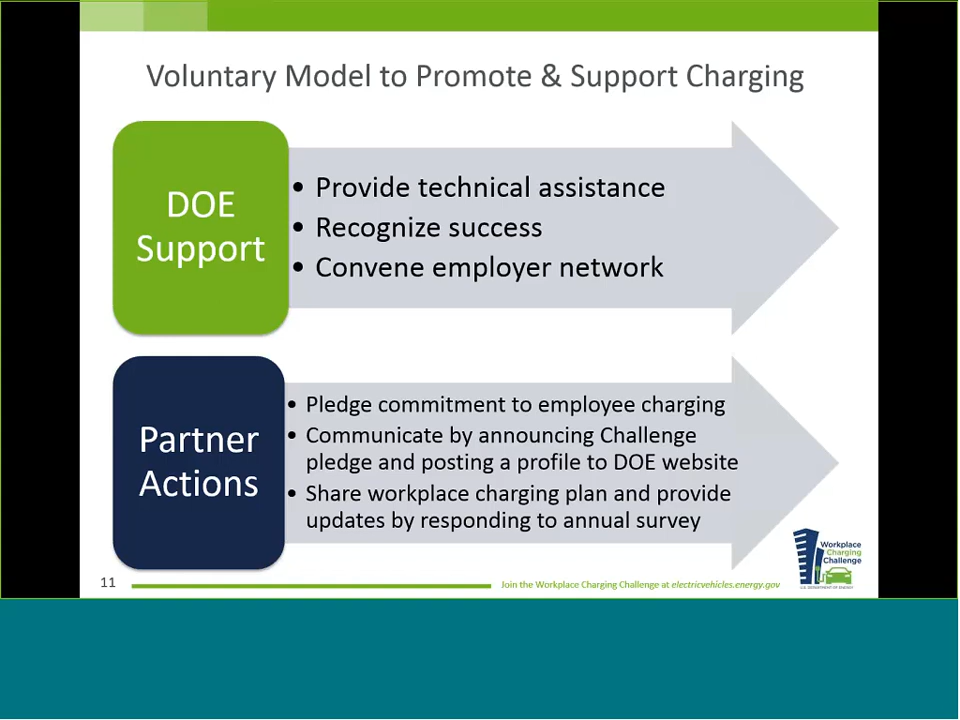 Voluntary Model to Promote & Support Charging
DOE
Support
• Provide technical assistance
• Recognize success
• Convene employer network
Partner
Actions
• Pledge commitment to employee charging
• Communicate by announcing Challenge
pledge and posting a profile to DOE website
• Share workplace charging plan and provide
updates by responding to annual survey
11
Join the Workplace Charging Challenge at electricvehicles.energy.gov
Workplace
Charging
Challenge
U.S. DEPARTMENT OF ENERGY